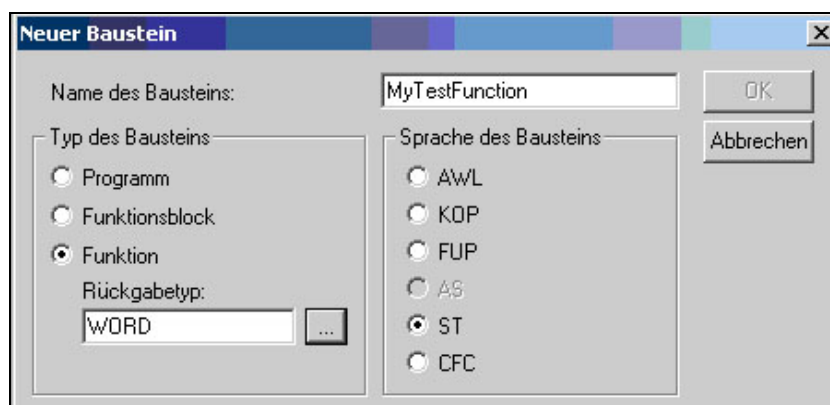 Neuer Baustein
Name des Bausteins: MyTestFunction OK
Abbrechen
Typ des Bausteins
Programm
Funktionsblock
Funktion
Rückgabetyp:
WORD ...
Sprache des Bausteins
AWL
KOP
FUP
AS
ST
CFC